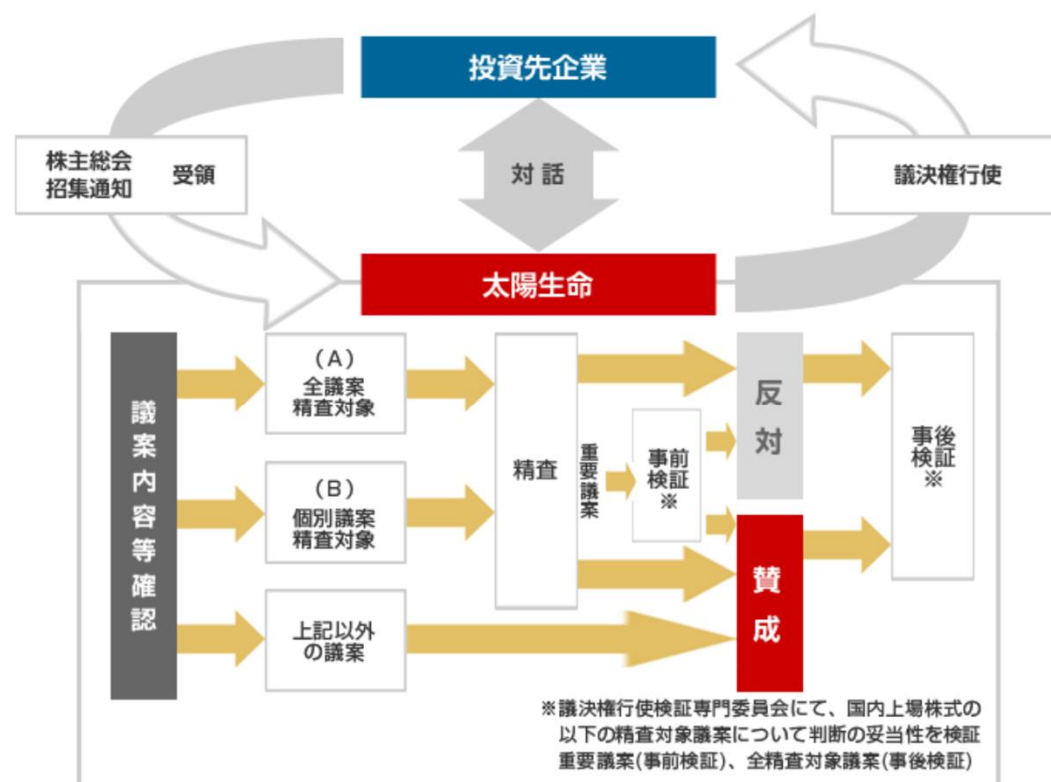 投資先企業
株主総会
招集通知
受領
対話
議決権行使
太陽生命
議案内容等確認
(A)
全議案
精査対象
(B)
個別議案
精査対象
上記以外
の議案
精査
重要議案
事前
検証
※
反対
賛成
事後
検証
※
※議決権行使検証専門委員会にて、国内上場株式の
以下の精査対象議案について判断の妥当性を検証
重要議案(事前検証)、全精査対象議案(事後検証)